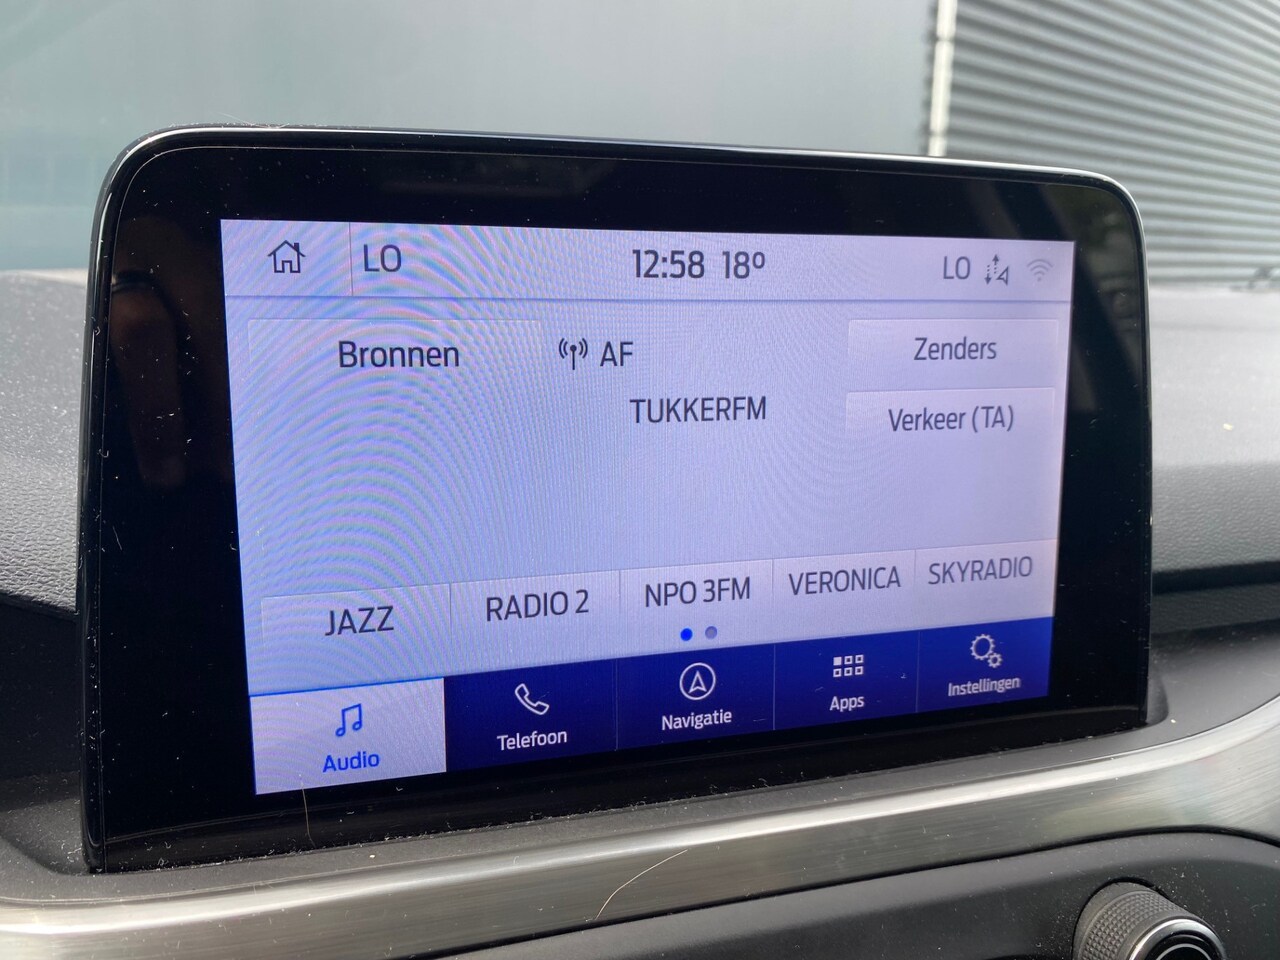 LO 12:58 18º LO
Bronnen AF Zenders
TUKKERFM Verkeer (TA)
JAZZ RADIO 2 NPO 3FM VERONICA SKYRADIO
Audio Telefoon Navigatie Apps Instellingen